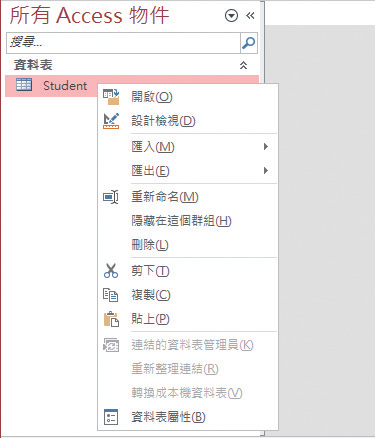 所有 Access 物件
搜尋...
資料表
Student
開啟(O)
設計檢視(D)
匯入(M)
匯出(E)
重新命名(M)
隱藏在這個群組(H)
刪除(L)
剪下(T)
複製(C)
貼上(P)
連結的資料表管理員(K)
重新整理連結(R)
轉換成本機資料表(V)
資料表屬性(B)